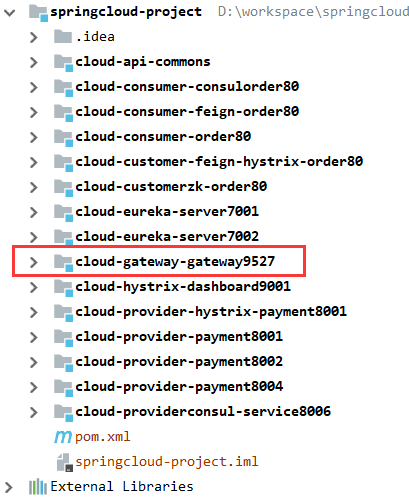 springcloud-project D:\workspace\springcloud
.idea
cloud-api-commons
cloud-consumer-consulorder80
cloud-consumer-feign-order80
cloud-consumer-order80
cloud-customer-feign-hystrix-order80
cloud-customerzk-order80
cloud-eureka-server7001
cloud-eureka-server7002
cloud-gateway-gateway9527
cloud-hystrix-dashboard9001
cloud-provider-hystrix-payment8001
cloud-provider-payment8001
cloud-provider-payment8002
cloud-provider-payment8004
cloud-providerconsul-service8006
m pom.xml
springcloud-project.iml
External Libraries